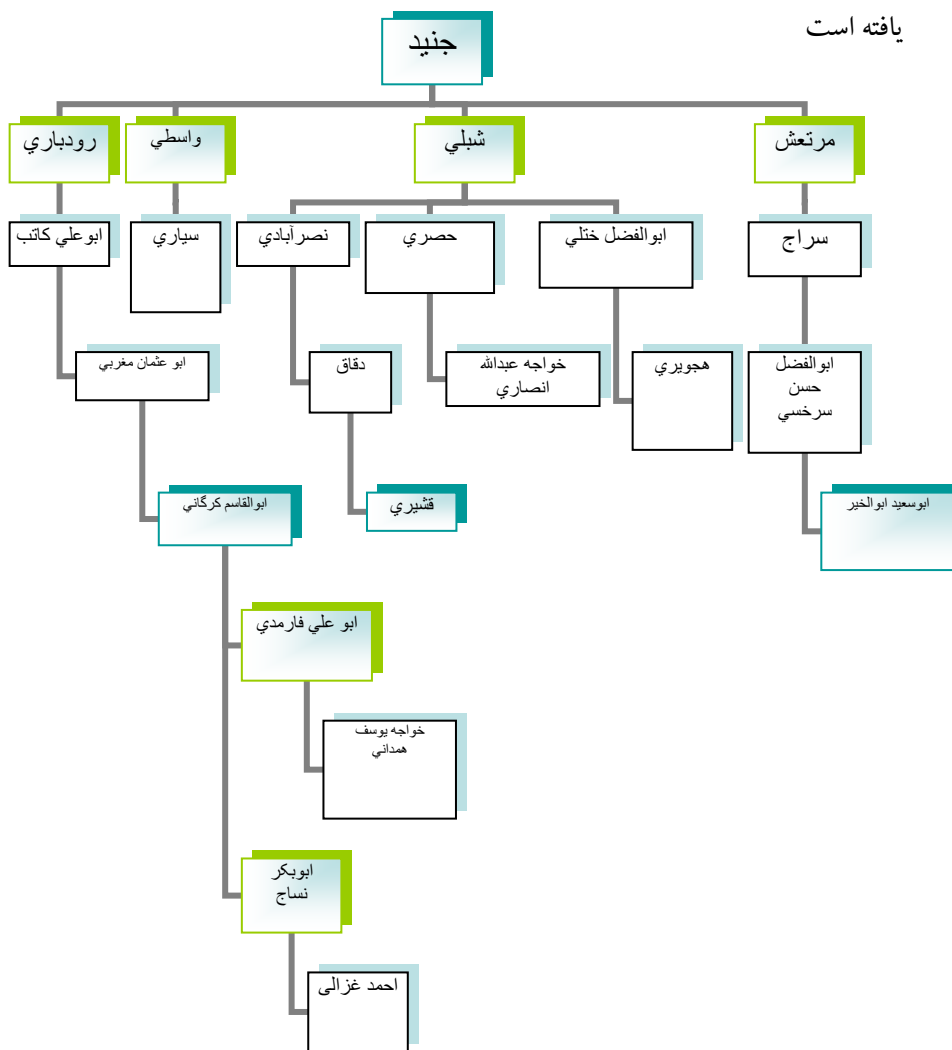 يافته است
جنيد
مرتعش
شبلي
واسطي
رودباري
سراج
ابوالفضل ختلي
حصري
نصرآبادي
سياري
ابوعلي كاتب
ابوالفضل
حسن
سرخسي
هجويري
خواجه عبدالله
انصاري
دقاق
ابو عثمان مغربي
ابوسعيد ابوالخير
قشيري
ابوالقاسم كرگاني
ابو علي فارمدي
خواجه يوسف
همداني
ابوبكر
نساج
احمد غزالی